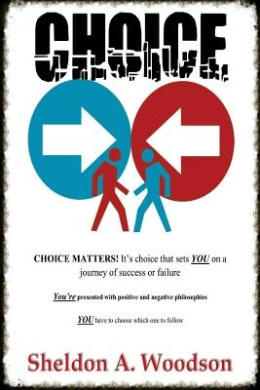 CHOICE
CHOICE MATTERS! It's choice that sets YOU on a
journey of success or failure
You're presented with positive and negative philosophies
YOU have to choose which one to follow
Sheldon A. Woodson